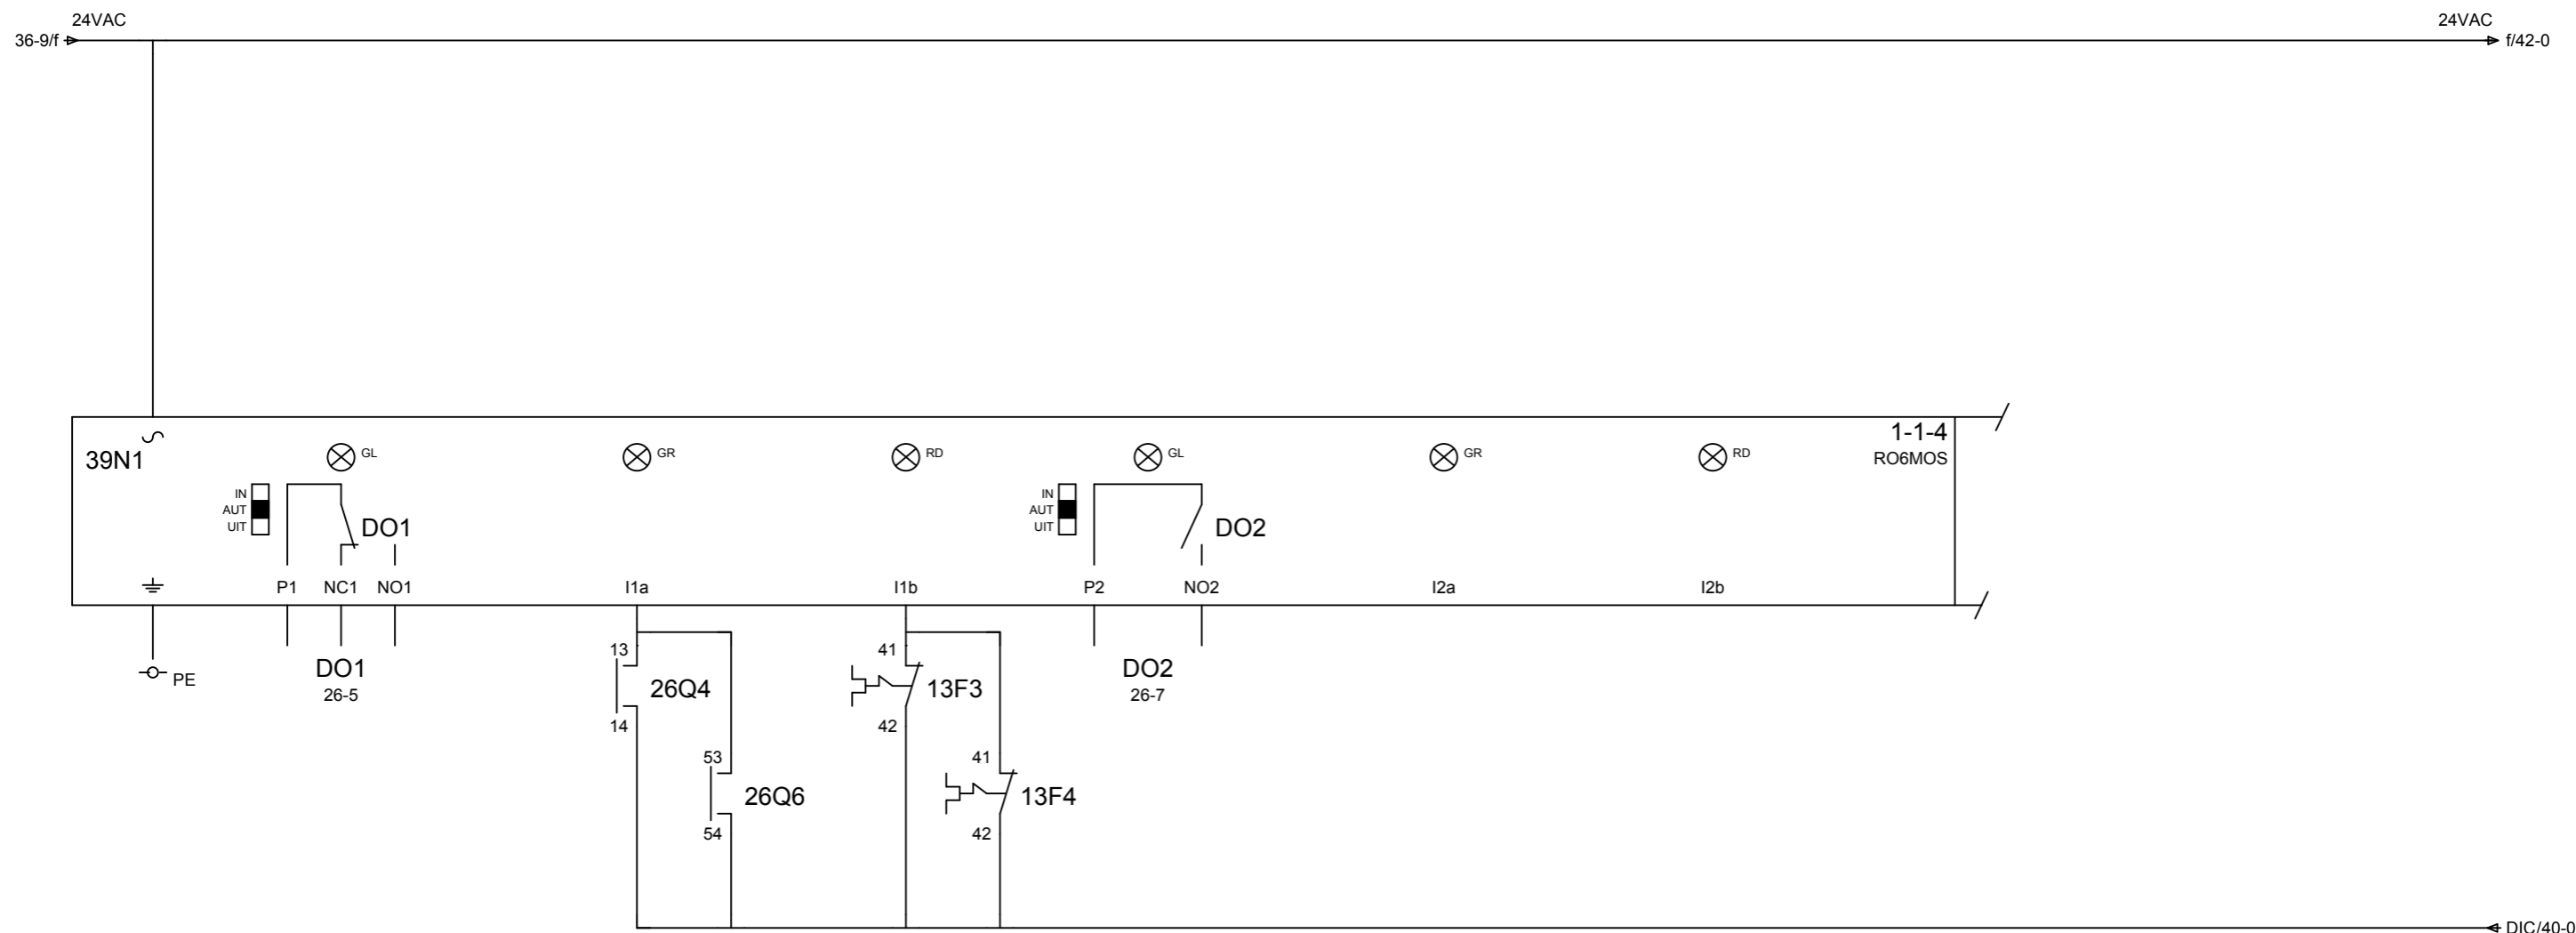 24VAC 24VAC
36-9/f f/42-0
1-1-4
39N1 GL GR RD GL GR RD RO6MOS
IN IN
AUT AUT
UIT DO1 UIT DO2
P1 NC1 NO1 I1a I1b P2 NO2 I2a I2b
13 41
PE DO1 26Q4 13F3 DO2
26-5 26-7
14 42
53 41
26Q6 13F4
54 42
DIC/40-0